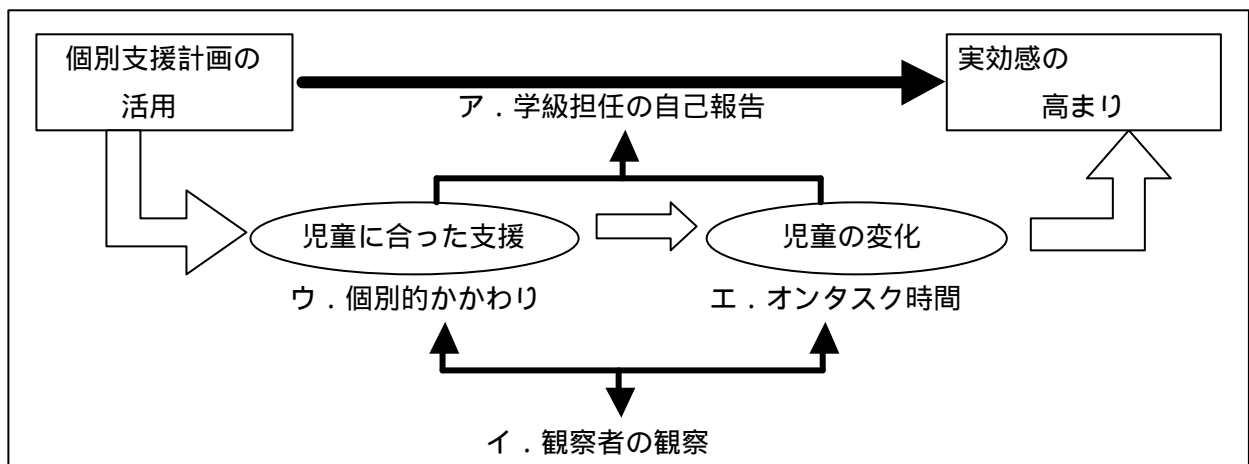 個別支援計画の
活用
実効感の
高まり
ア．学級担任の自己報告
児童に合った支援
児童の変化
ウ．個別的かかわり
エ．オンタスク時間
イ．観察者の観察